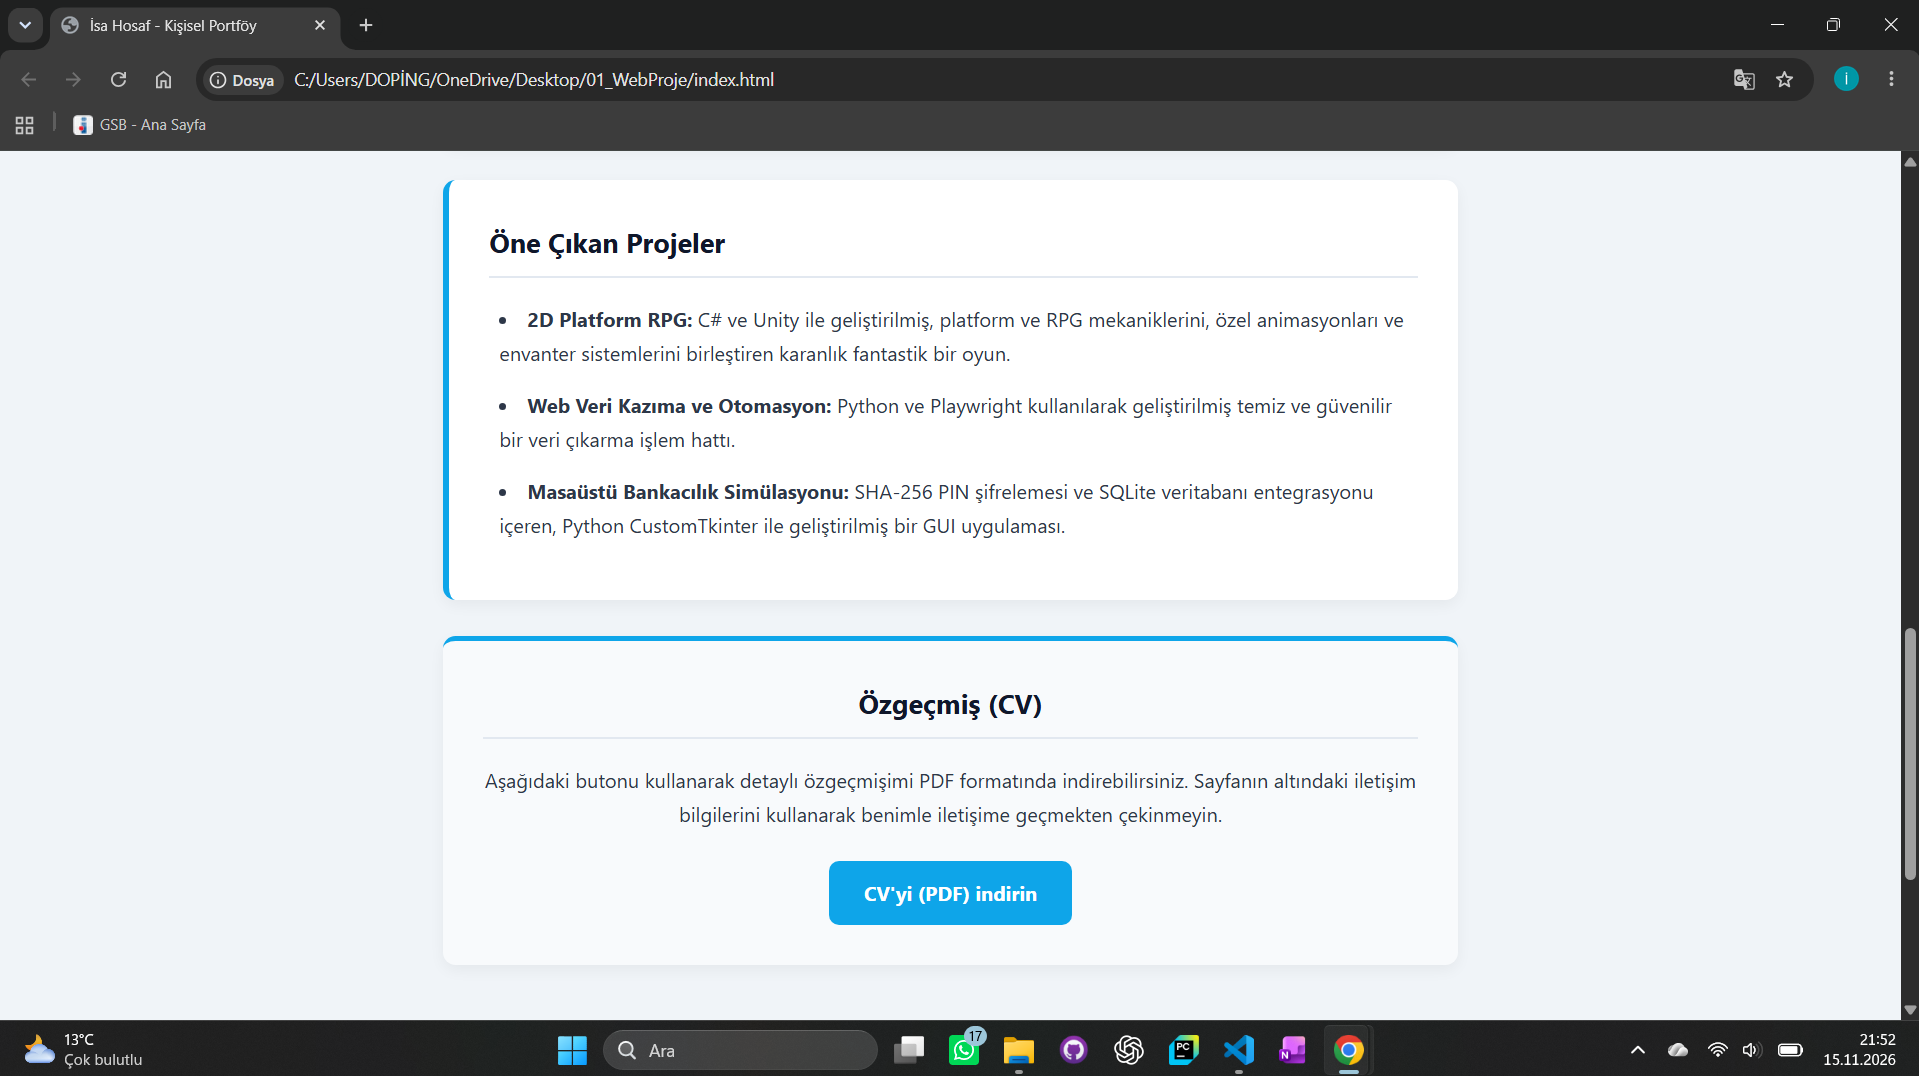 İsa Hosaf - Kişisel Portföy
Dosya
C:/Users/DOPİNG/OneDrive/Desktop/01_WebProje/index.html
i
GSB - Ana Sayfa
Öne Çıkan Projeler
• 2D Platform RPG: C# ve Unity ile geliştirilmiş, platform ve RPG mekaniklerini, özel animasyonları ve
envanter sistemlerini birleştiren karanlık fantastik bir oyun.
• Web Veri Kazıma ve Otomasyon: Python ve Playwright kullanılarak geliştirilmiş temiz ve güvenilir
bir veri çıkarma işlem hattı.
• Masaüstü Bankacılık Simülasyonu: SHA-256 PIN şifrelemesi ve SQLite veritabanı entegrasyonu
içeren, Python CustomTkinter ile geliştirilmiş bir GUI uygulaması.
Özgeçmiş (CV)
Aşağıdaki butonu kullanarak detaylı özgeçmişimi PDF formatında indirebilirsiniz. Sayfanın altındaki iletişim
bilgilerini kullanarak benimle iletişime geçmekten çekinmeyin.
CV'yi (PDF) indirin
13°C
Çok bulutlu
Ara
17
PC
N
21:52
15.11.2026